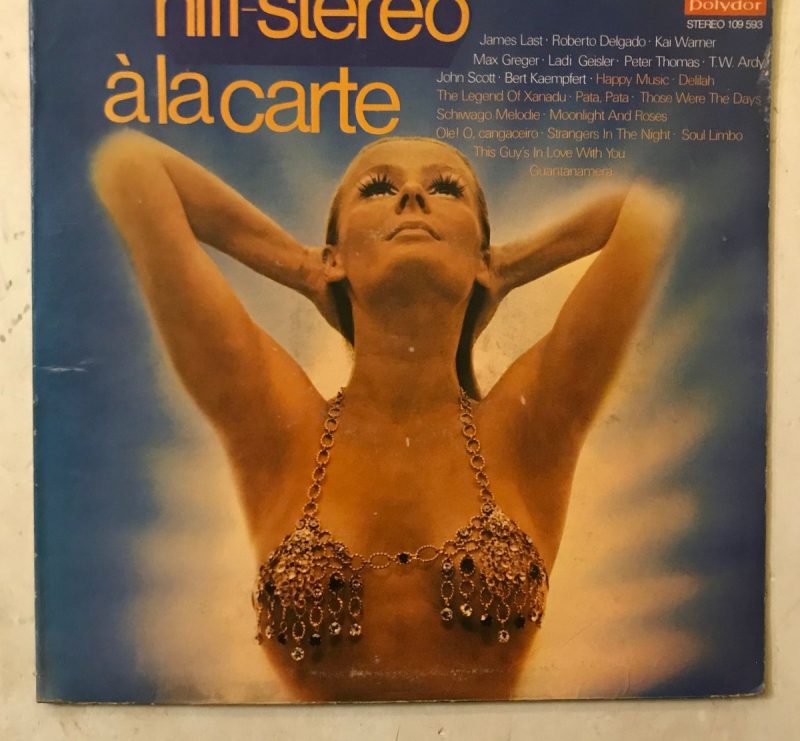 polydor
STEREO 109 593
hifi-stereo
à la carte
James Last · Roberto Delgado · Kai Warner
Max Greger · Ladi Geisler · Peter Thomas · T.W. Ardy
John Scott · Bert Kaempfert · Happy Music · Delilah
The Legend Of Xanadu · Pata, Pata · Those Were The Days
Schiwago Melodie · Moonlight And Roses
Ole! O, cangaceiro · Strangers In The Night · Soul Limbo
This Guy's In Love With You
Guantanamera